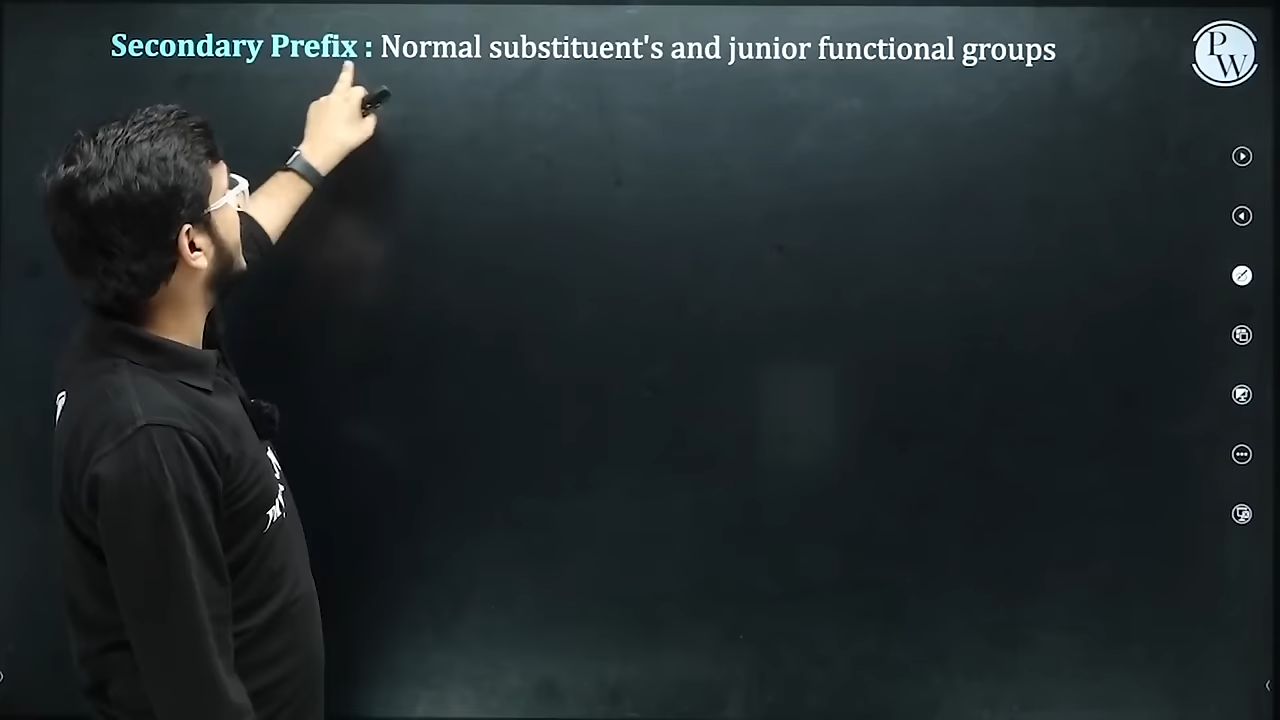 Secondary Prefix : Normal substituent's and junior functional groups
P
W